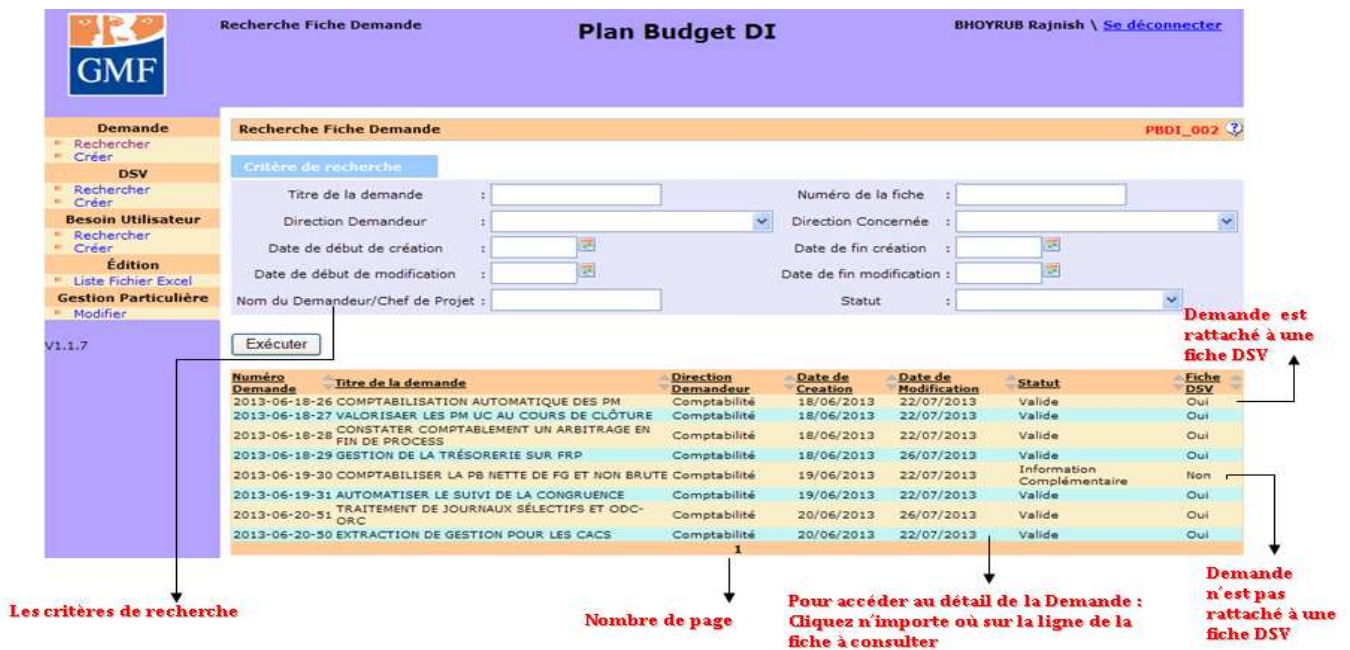 Recherche Fiche Demande
Plan Budget DI
BHOYRUB Rajnish \ Se déconnecter
GMF
Demande
Rechercher
Créer
DSV
Rechercher
Créer
Besoin Utilisateur
Rechercher
Créer
Édition
Liste Fichier Excel
Gestion Particulière
Modifier
V1.1.7
Recherche Fiche Demande PBDI_002 ?
Critère de recherche
Titre de la demande : Numéro de la fiche :
Direction Demandeur : Direction Concernée :
Date de début de création : Date de fin création :
Date de début de modification : Date de fin modification :
Nom du Demandeur/Chef de Projet : Statut :
Exécuter
Numéro Demande Titre de la demande Direction Demandeur Date de Creation Date de Modification Statut Fiche DSV
2013-06-18-26 COMPTABILISATION AUTOMATIQUE DES PM Comptabilité 18/06/2013 22/07/2013 Valide Oui
2013-06-18-27 VALORISAER LES PM UC AU COURS DE CLÔTURE Comptabilité 18/06/2013 22/07/2013 Valide Oui
2013-06-18-28 CONSTATER COMPTABLEMENT UN ARBITRAGE EN FIN DE PROCESS Comptabilité 18/06/2013 22/07/2013 Valide Oui
2013-06-18-29 GESTION DE LA TRÉSORERIE SUR FRP Comptabilité 18/06/2013 26/07/2013 Valide Oui
2013-06-19-30 COMPTABILISER LA PB NETTE DE FG ET NON BRUTE Comptabilité 19/06/2013 22/07/2013 Information Complémentaire Non
2013-06-19-31 AUTOMATISER LE SUIVI DE LA CONGRUENCE Comptabilité 19/06/2013 22/07/2013 Valide Oui
2013-06-20-51 TRAITEMENT DE JOURNAUX SÉLECTIFS ET ODC-ORC Comptabilité 20/06/2013 26/07/2013 Valide Oui
2013-06-20-50 EXTRACTION DE GESTION POUR LES CACS Comptabilité 20/06/2013 22/07/2013 Valide Oui
1
Demande est
rattaché à une
fiche DSV
Les critères de recherche
Nombre de page
Pour accéder au détail de la Demande :
Cliquez n'importe où sur la ligne de la
fiche à consulter
Demande
n'est pas
rattaché à une
fiche DSV